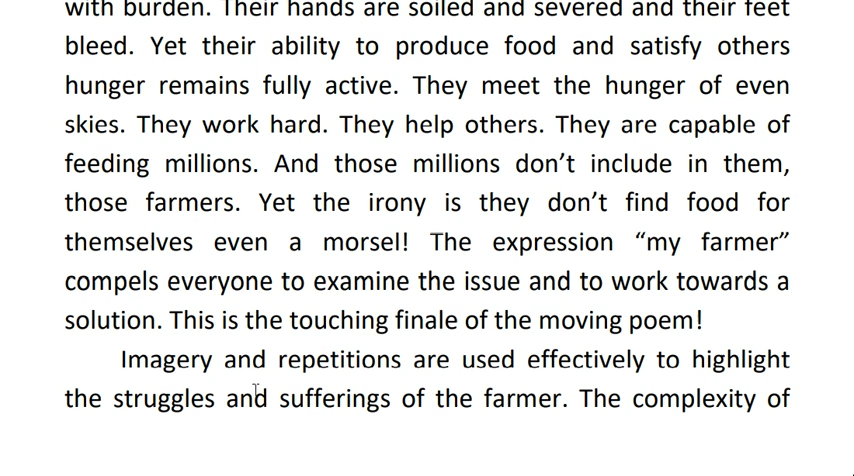 with burden. Their hands are soiled and severed and their feet
bleed. Yet their ability to produce food and satisfy others
hunger remains fully active. They meet the hunger of even
skies. They work hard. They help others. They are capable of
feeding millions. And those millions don’t include in them,
those farmers. Yet the irony is they don’t find food for
themselves even a morsel! The expression “my farmer”
compels everyone to examine the issue and to work towards a
solution. This is the touching finale of the moving poem!
Imagery and repetitions are used effectively to highlight
the struggles and sufferings of the farmer. The complexity of